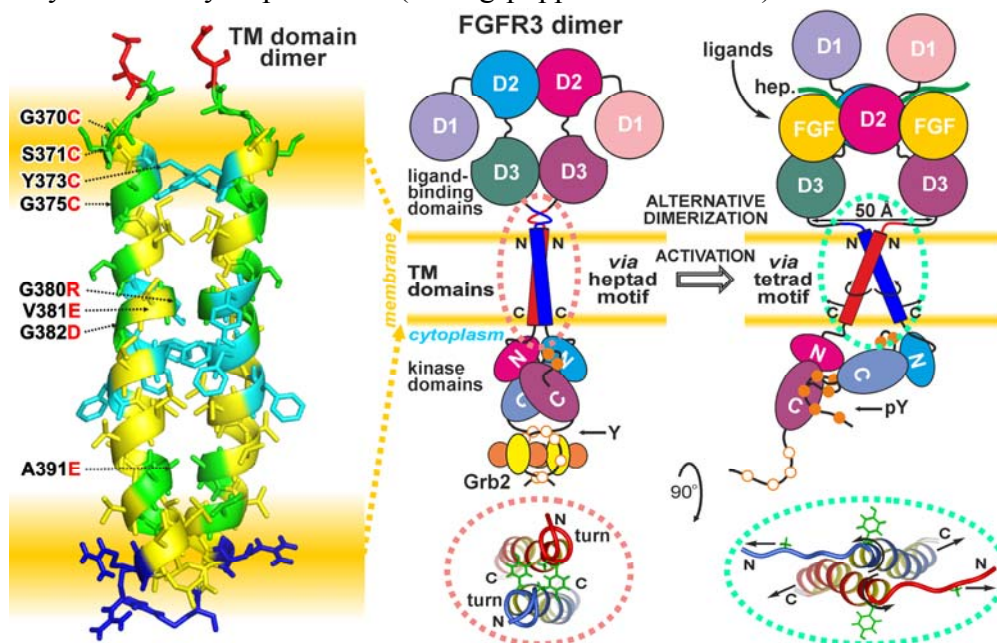 TM domain
dimer
G370C
S371C
Y373C
G375C
G380R
V381E
G382D
A391E
membrane
FGFR3 dimer
D2
D2
D1
D1
D3
D3
ligand-
binding
domains
N
N
TM
domains
C
C
cytoplasm
kinase
domains
N
N
C
C
Y
Grb2
N
turn
C
C
turn
N
ALTERNATIVE
DIMERIZATION
ACTIVATION
via
heptad
motif
via
tetrad
motif
ligands
D1
D1
hep.
FGF
D2
FGF
D3
D3
50 Å
N
N
C
C
N
C
C
N
pY
90°
N
C
C
N